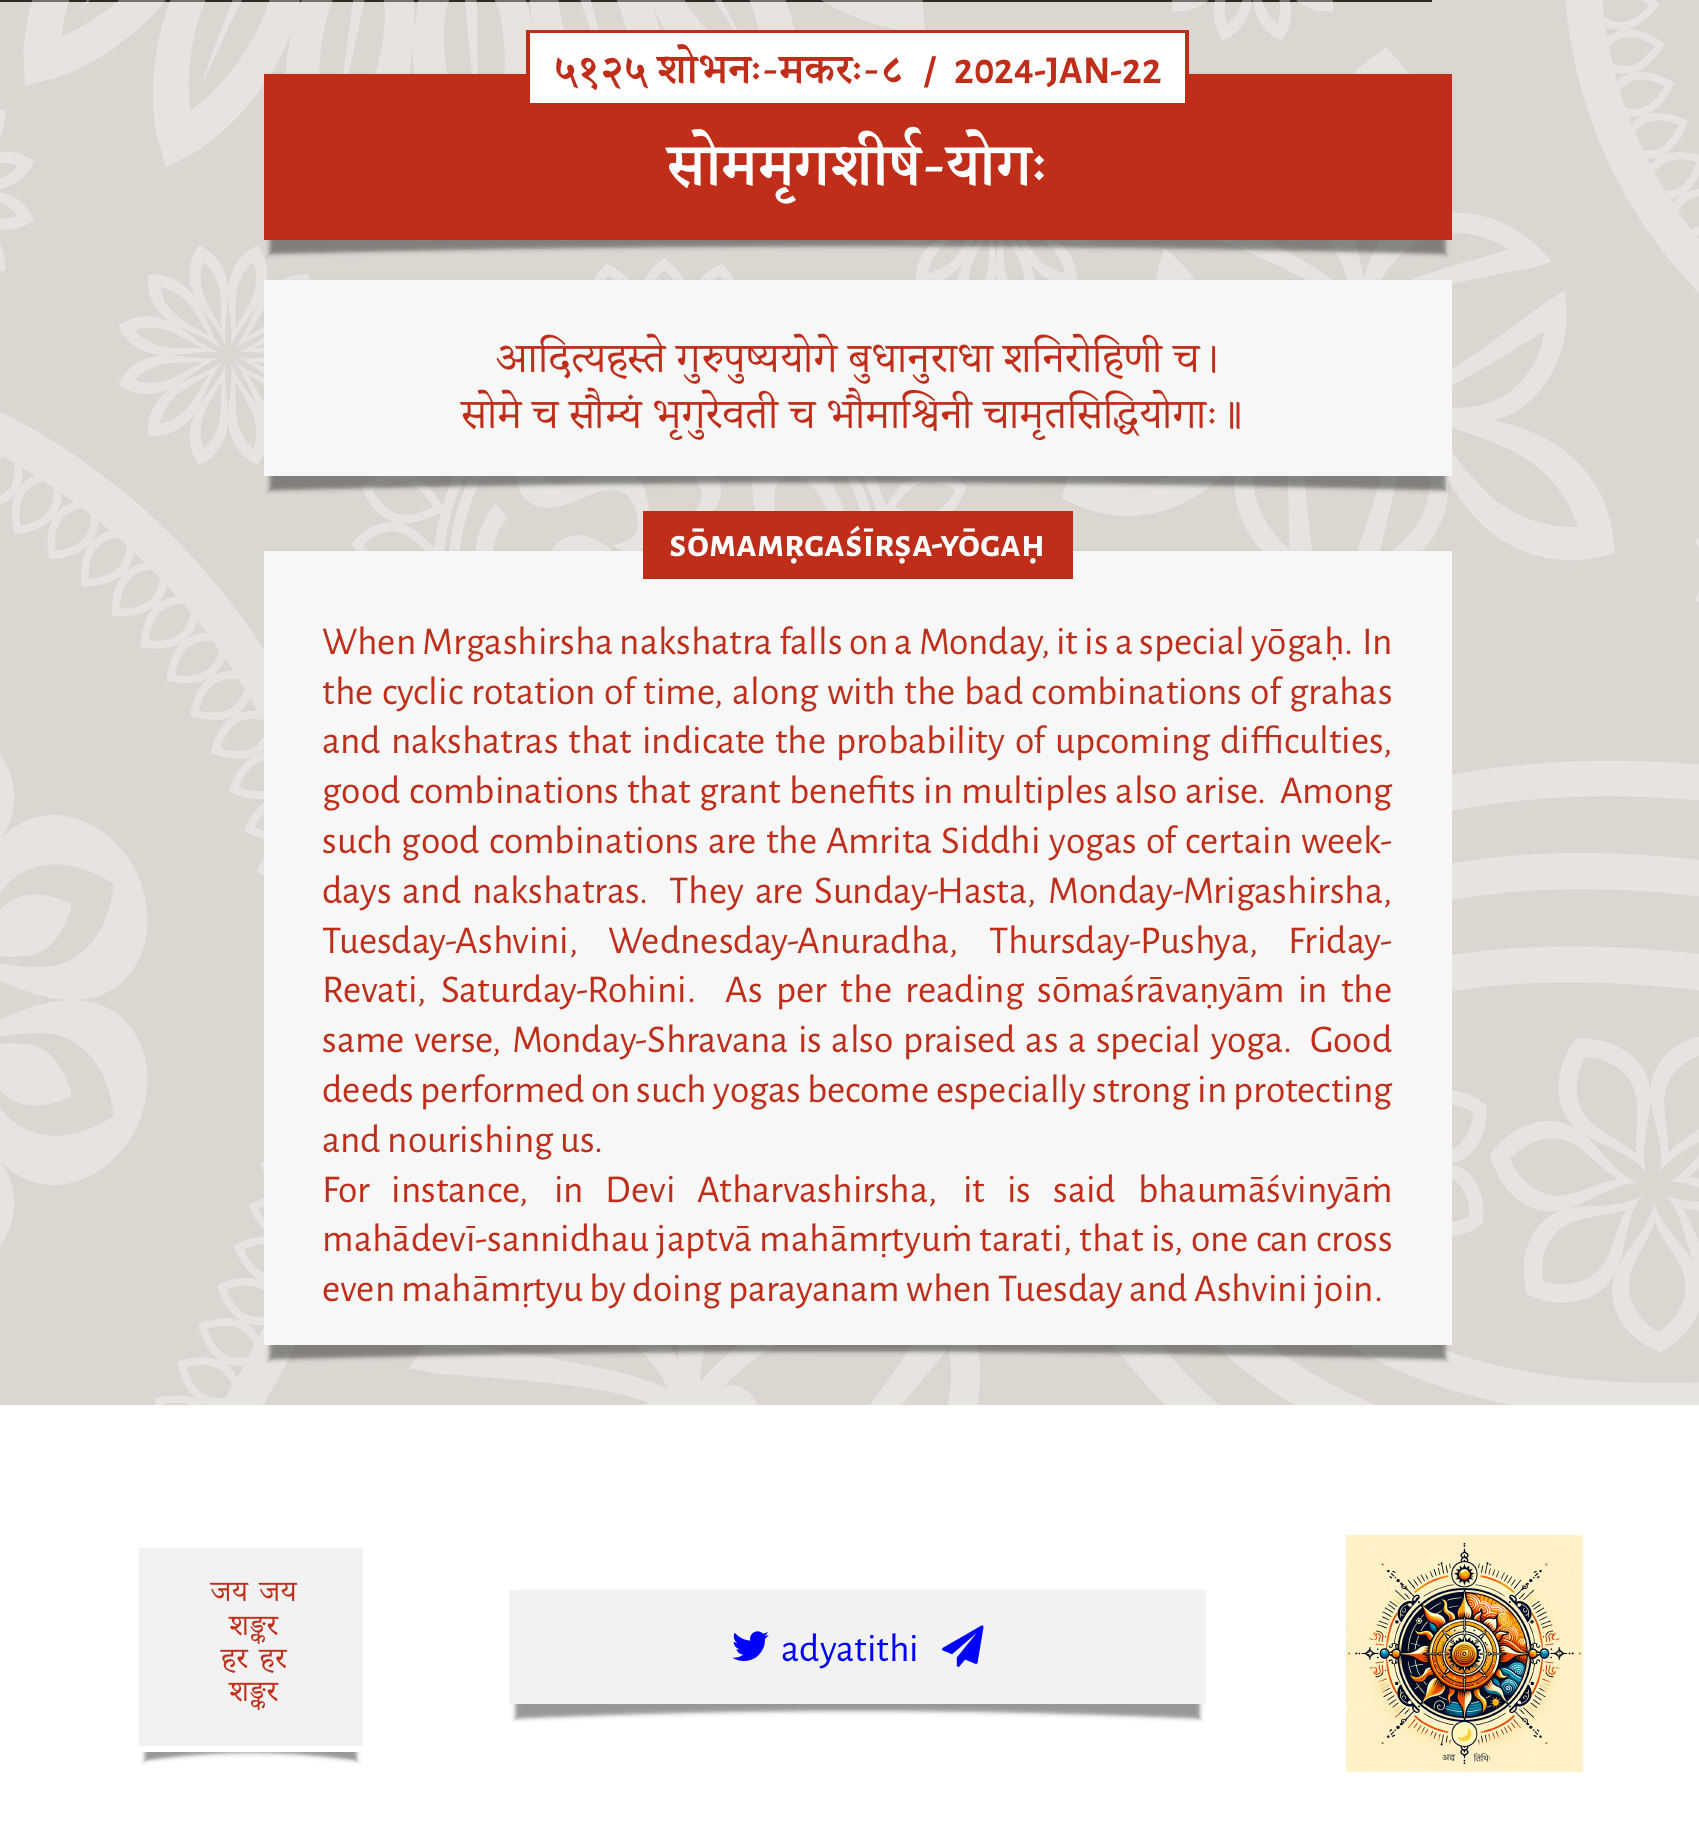 ५१२५ शोभनः-मकरः-८ / 2024-JAN-22
सोममृगशीर्ष-योगः
आदित्यहस्ते गुरुपुष्ययोगे बुधानुराधा शनिरोहिणी च।
सोमे च सौम्यं भृगुरेवती च भौमाश्विनी चामृतसिद्धियोगाः॥
SŌMAMṚGAŚĪRṢA-YŌGAḤ
When Mrgashirsha nakshatra falls on a Monday, it is a special yōgaḥ. In
the cyclic rotation of time, along with the bad combinations of grahas
and nakshatras that indicate the probability of upcoming difficulties,
good combinations that grant benefits in multiples also arise. Among
such good combinations are the Amrita Siddhi yogas of certain week-
days and nakshatras. They are Sunday-Hasta, Monday-Mrigashirsha,
Tuesday-Ashvini, Wednesday-Anuradha, Thursday-Pushya, Friday-
Revati, Saturday-Rohini. As per the reading sōmaśrāvaṇyām in the
same verse, Monday-Shravana is also praised as a special yoga. Good
deeds performed on such yogas become especially strong in protecting
and nourishing us.
For instance, in Devi Atharvashirsha, it is said bhaumāśvinyāṁ
mahādevī-sannidhau japtvā mahāmṛtyuṁ tarati, that is, one can cross
even mahāmṛtyu by doing parayanam when Tuesday and Ashvini join.
जय जय
शङ्कर
हर हर
शङ्कर
adyatithi
अद्य तिथिः